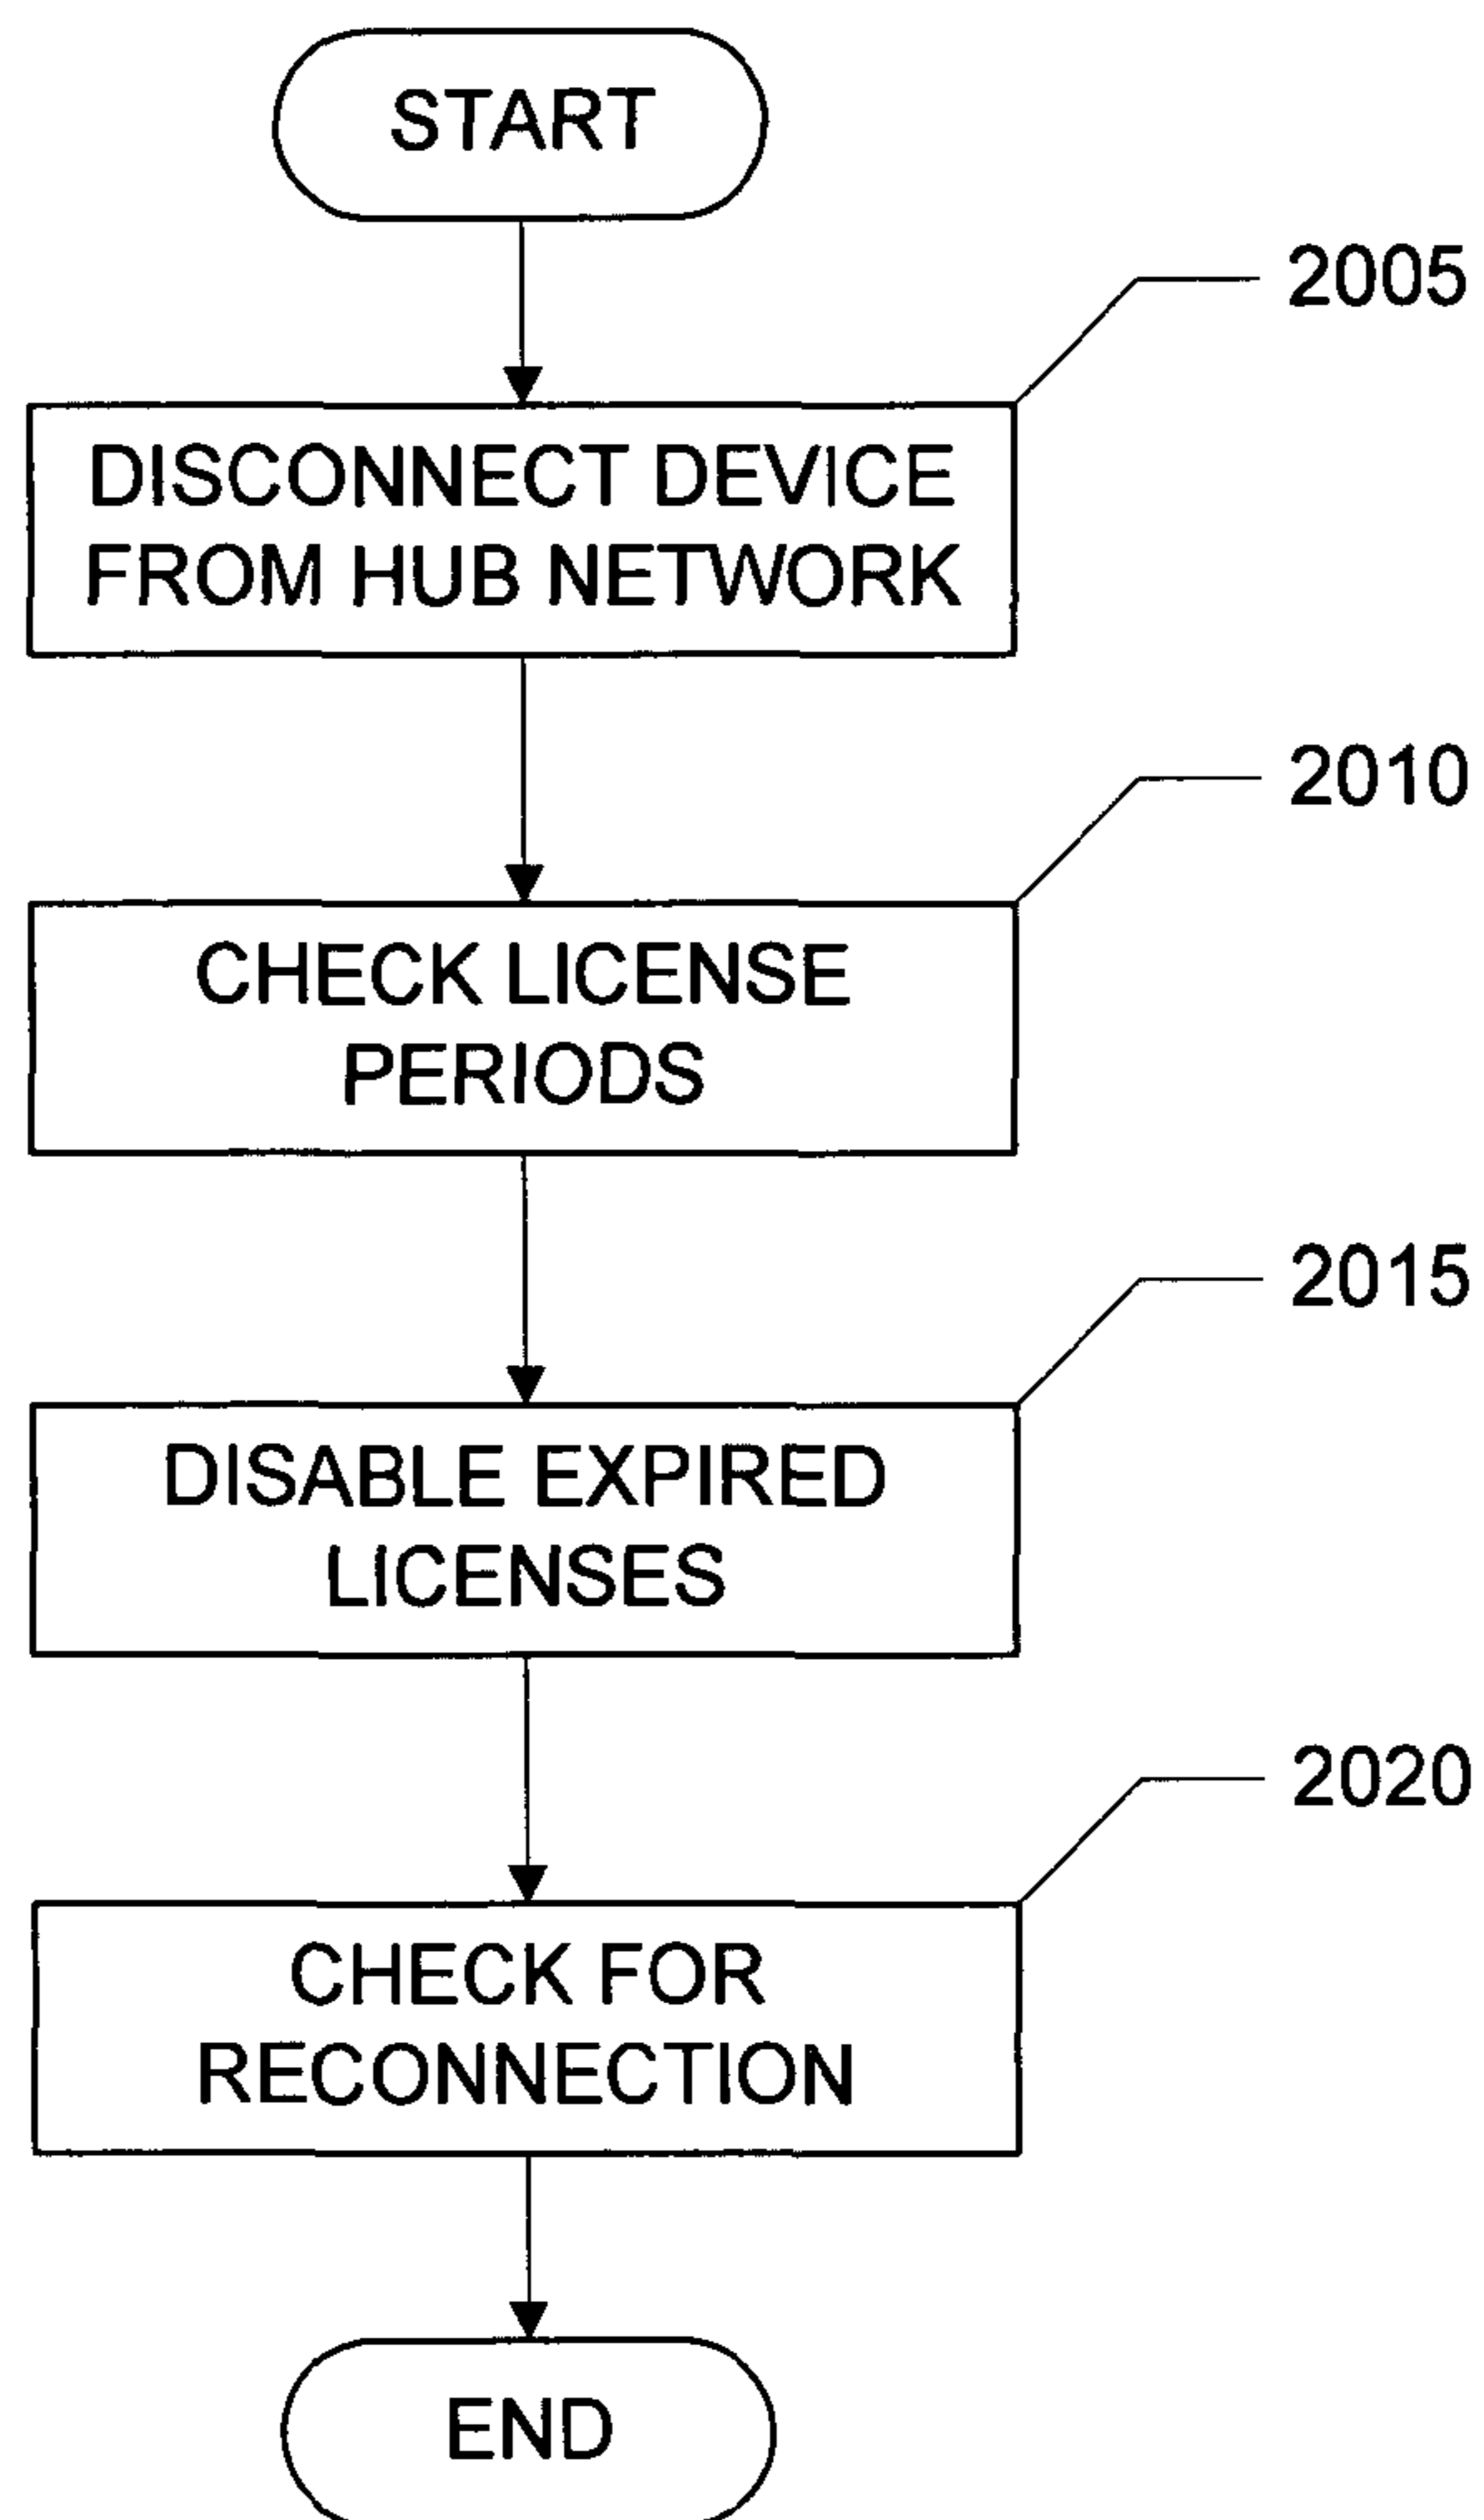 START
2005
DISCONNECT DEVICE
FROM HUB NETWORK
2010
CHECK LICENSE
PERIODS
2015
DISABLE EXPIRED
LICENSES
2020
CHECK FOR
RECONNECTION
END